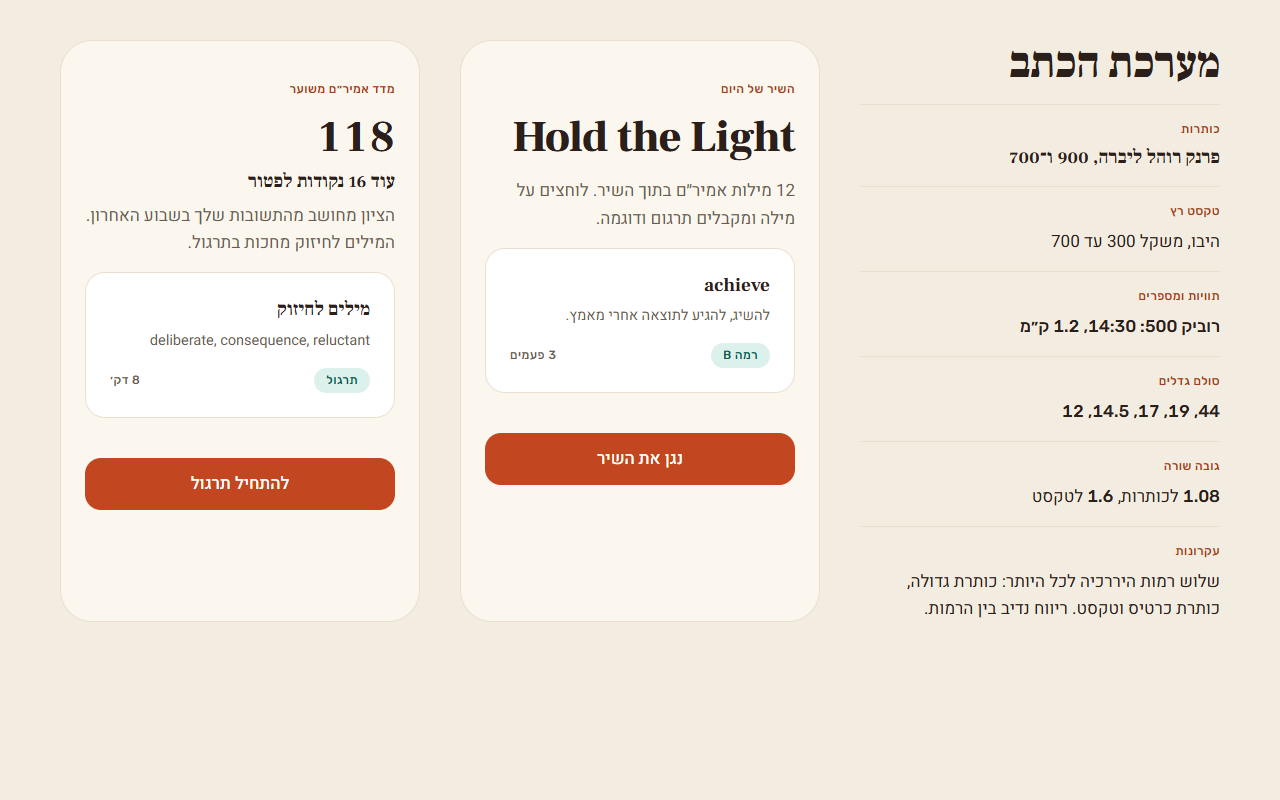 מערכת הכתב
כותרות
פרנק רוהל ליברה, 900 ו־700
טקסט רץ
היבו, משקל 300 עד 700
תוויות ומספרים
רוביק 500: 14:30, 1.2 ק״מ
סולם גדלים
44, 19, 17, 14.5, 12
גובה שורה
1.08 לכותרות, 1.6 לטקסט
עקרונות
שלוש רמות היררכיה לכל היותר: כותרת גדולה,
כותרת כרטיס וטקסט. ריווח נדיב בין הרמות.
השיר של היום
Hold the Light
12 מילות אמיר״ם בתוך השיר. לוחצים על
מילה ומקבלים תרגום ודוגמה.
achieve
להשיג, להגיע לתוצאה אחרי מאמץ.
רמה B
3 פעמים
נגן את השיר
מדד אמיר״ם משוער
118
עוד 16 נקודות לפטור
הציון מחושב מהתשובות שלך בשבוע האחרון.
המילים לחיזוק מחכות בתרגול.
מילים לחיזוק
deliberate, consequence, reluctant
תרגול
8 דק׳
להתחיל תרגול